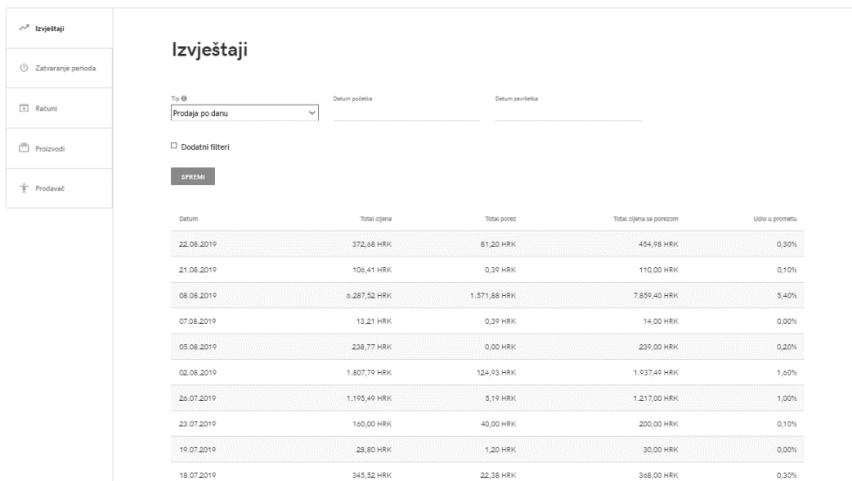 Izvještaji
Zatvaranje perioda
Računi
Proizvodi
Prodavač
Izvještaji
Tip
Datum početka
Datum završetka
Prodaja po danu
Dodatni filteri
SPREMI
Datum Total cijena Total porez Total cijena sa porezom Udio u prometu
22.08.2019 372,68 HRK 81,20 HRK 454,98 HRK 0,30%
21.08.2019 106,41 HRK 0,39 HRK 110,00 HRK 0,10%
08.08.2019 6.287,52 HRK 1.571,88 HRK 7.859,40 HRK 5,40%
07.08.2019 13,21 HRK 0,39 HRK 14,00 HRK 0,00%
05.08.2019 238,77 HRK 0,00 HRK 239,00 HRK 0,20%
02.08.2019 1.807,79 HRK 124,93 HRK 1.937,49 HRK 1,60%
26.07.2019 1.195,49 HRK 5,19 HRK 1.217,00 HRK 1,00%
23.07.2019 160,00 HRK 40,00 HRK 200,00 HRK 0,10%
19.07.2019 28,80 HRK 1,20 HRK 30,00 HRK 0,00%
18.07.2019 345,52 HRK 22,38 HRK 368,00 HRK 0,30%